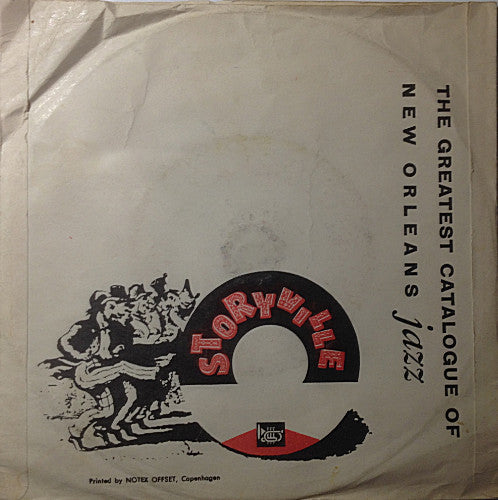 THE GREATEST CATALOGUE OF
NEW ORLEANS jazz
STORYVILLE
Printed by NOTEX OFFSET, Copenhagen